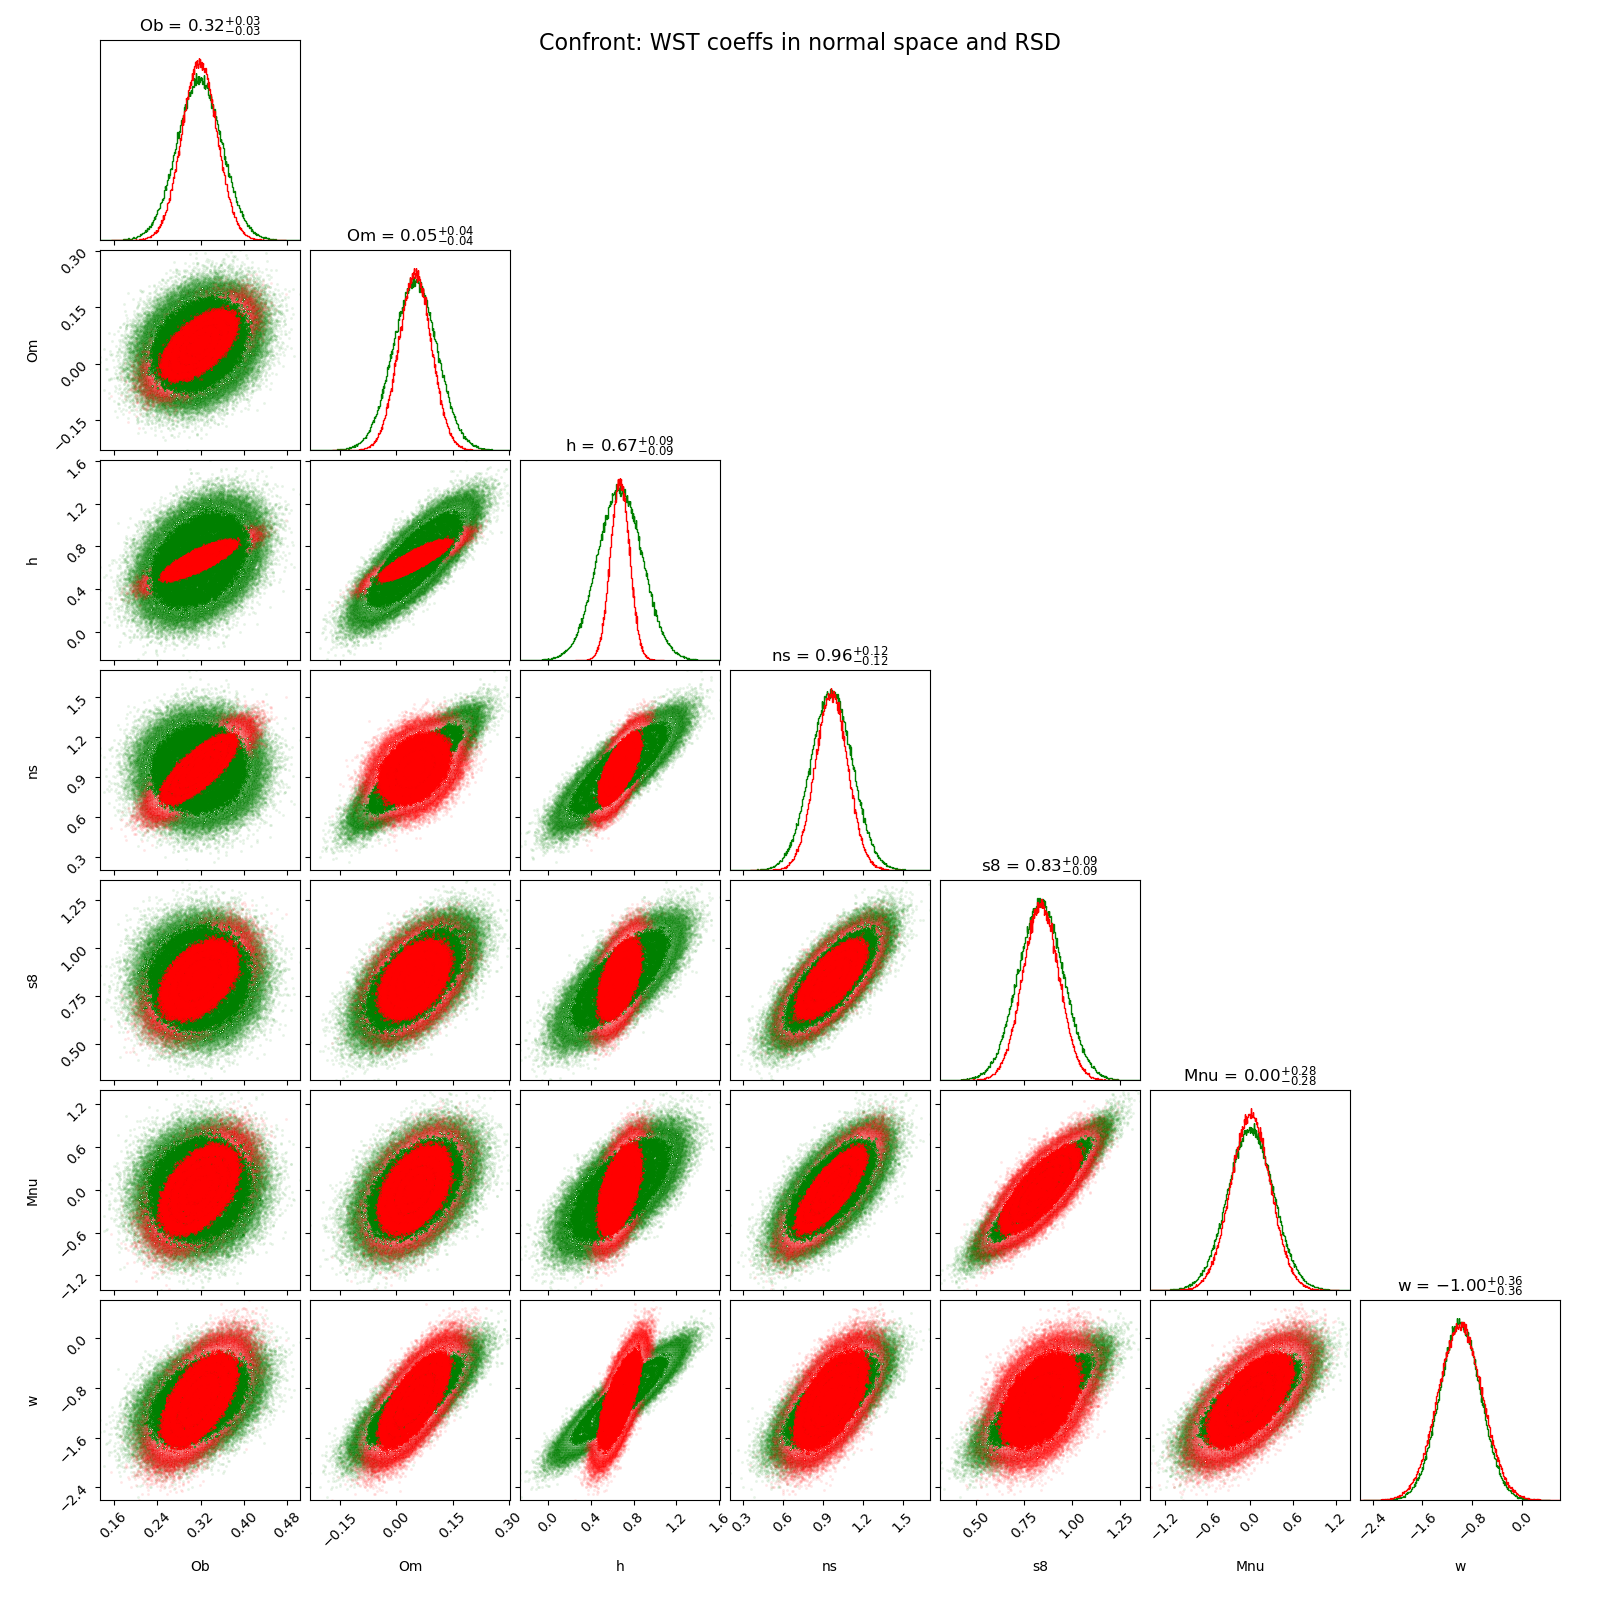 Confront: WST coeffs in normal space and RSD
Ob = 0.32 +0.03 −0.03
Om = 0.05 +0.04 −0.04
0.30
0.15
0.00
−0.15
Om
h = 0.67 +0.09 −0.09
1.6
1.2
0.8
0.4
0.0
h
ns = 0.96 +0.12 −0.12
1.5
1.2
0.9
0.6
0.3
ns
s8 = 0.83 +0.09 −0.09
1.25
1.00
0.75
0.50
s8
Mnu = 0.00 +0.28 −0.28
1.2
0.6
0.0
−0.6
−1.2
Mnu
w = −1.00 +0.36 −0.36
0.0
−0.8
−1.6
−2.4
w
0.16 0.24 0.32 0.40 0.48 −0.15 0.00 0.15 0.30 0.0 0.4 0.8 1.2 1.6 0.3 0.6 0.9 1.2 1.5 0.50 0.75 1.00 1.25 −1.2 −0.6 0.0 0.6 1.2 −2.4 −1.6 −0.8 0.0
Ob Om h ns s8 Mnu w